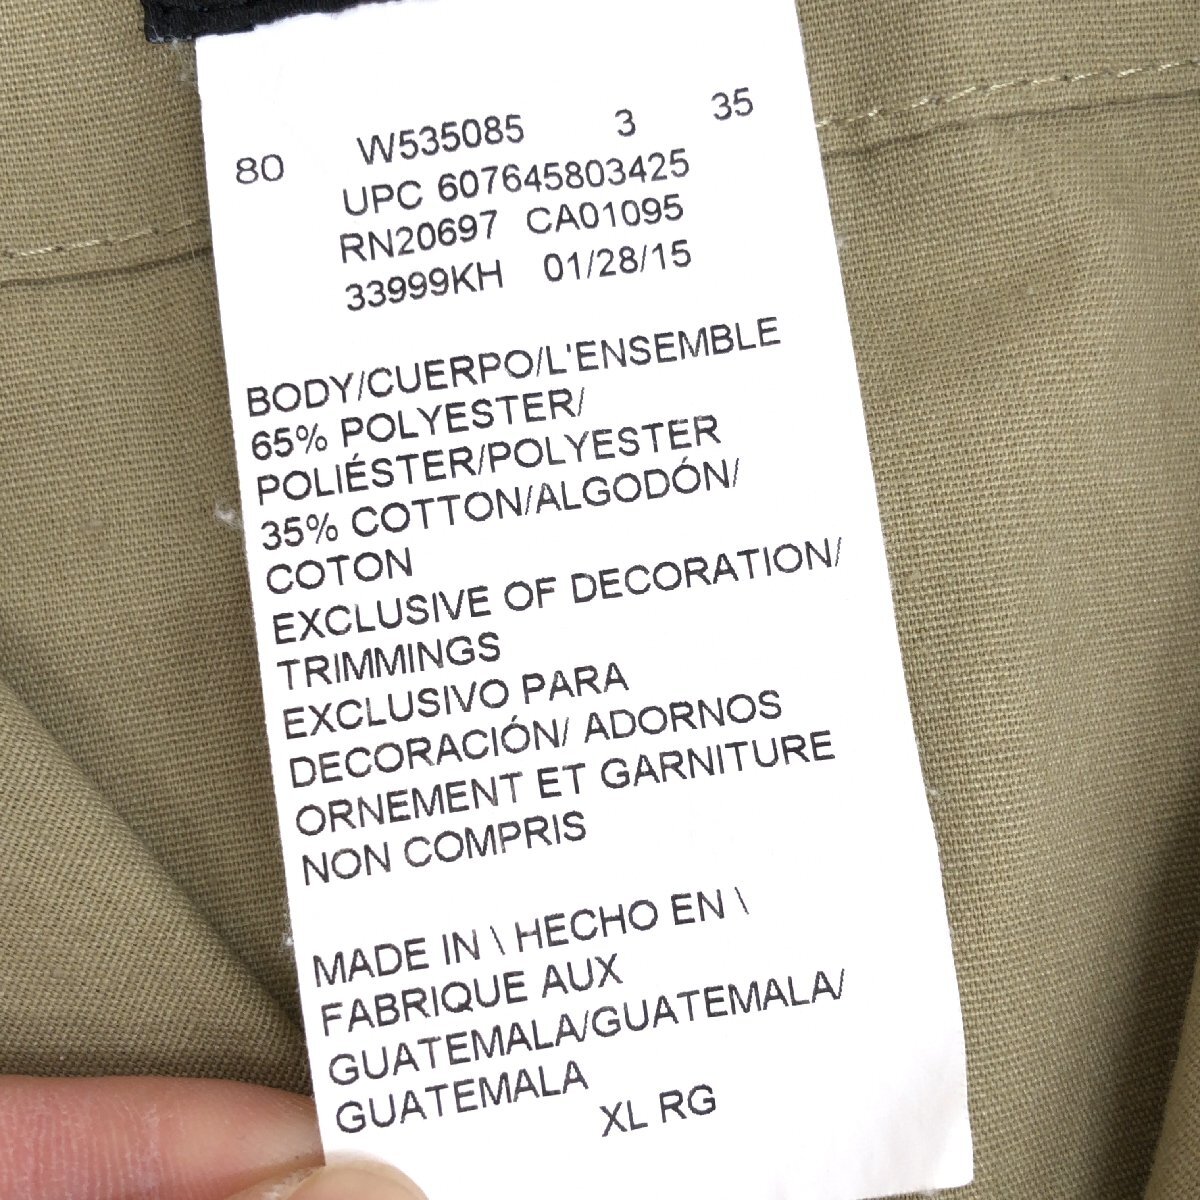 80 W535085 3 35
UPC 607645803425
RN20697 CA01095
33999KH 01/28/15
BODY/CUERPO/L'ENSEMBLE
65% POLYESTER/
POLIÉSTER/POLYESTER
35% COTTON/ALGODÓN/
COTON
EXCLUSIVE OF DECORATION/
TRIMMINGS
EXCLUSIVO PARA
DECORACIÓN/ ADORNOS
ORNEMENT ET GARNITURE
NON COMPRIS
MADE IN \ HECHO EN \
FABRIQUE AUX
GUATEMALA/GUATEMALA/
GUATEMALA
XL RG